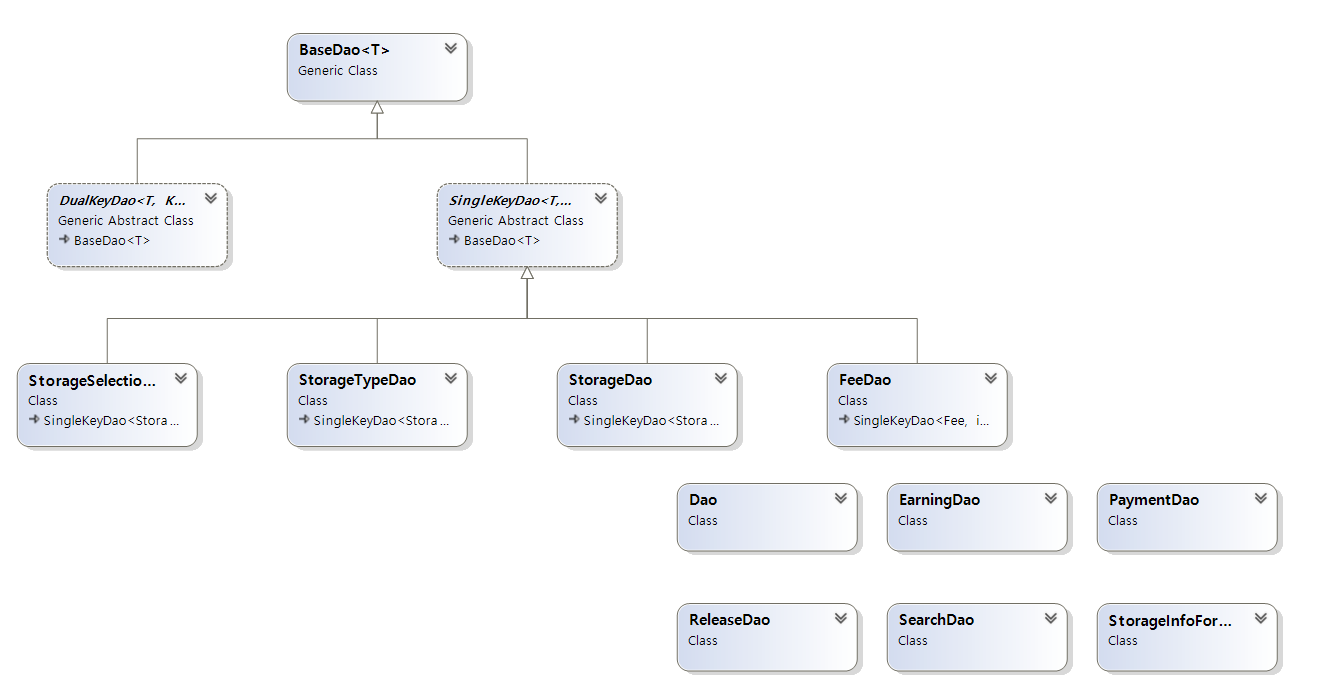 BaseDao<T>
Generic Class
DualKeyDao<T, K...
Generic Abstract Class
BaseDao<T>
SingleKeyDao<T,...
Generic Abstract Class
BaseDao<T>
StorageSelectio...
Class
SingleKeyDao<Stora...
StorageTypeDao
Class
SingleKeyDao<Stora...
StorageDao
Class
SingleKeyDao<Stora...
FeeDao
Class
SingleKeyDao<Fee, i...
Dao
Class
EarningDao
Class
PaymentDao
Class
ReleaseDao
Class
SearchDao
Class
StorageInfoFor...
Class